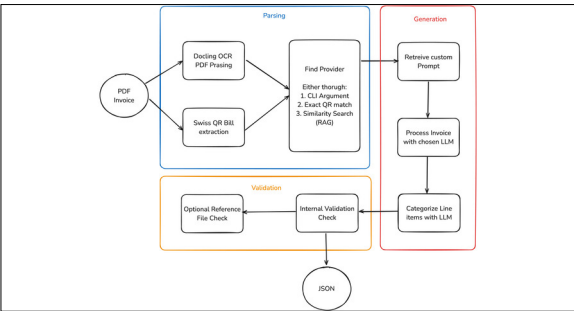 Parsing
Docling OCR
PDF Prasing
PDF
Invoice
Swiss QR Bill
extraction
Find Provider
Either thorugh:
1. CLI Argument
2. Exact QR match
3. Similarity Search
(RAG)
Generation
Retreive custom
Prompt
Process Invoice
with chosen LLM
Categorize Line
items with LLM
Validation
Internal Validation
Check
Optional Reference
File Check
JSON